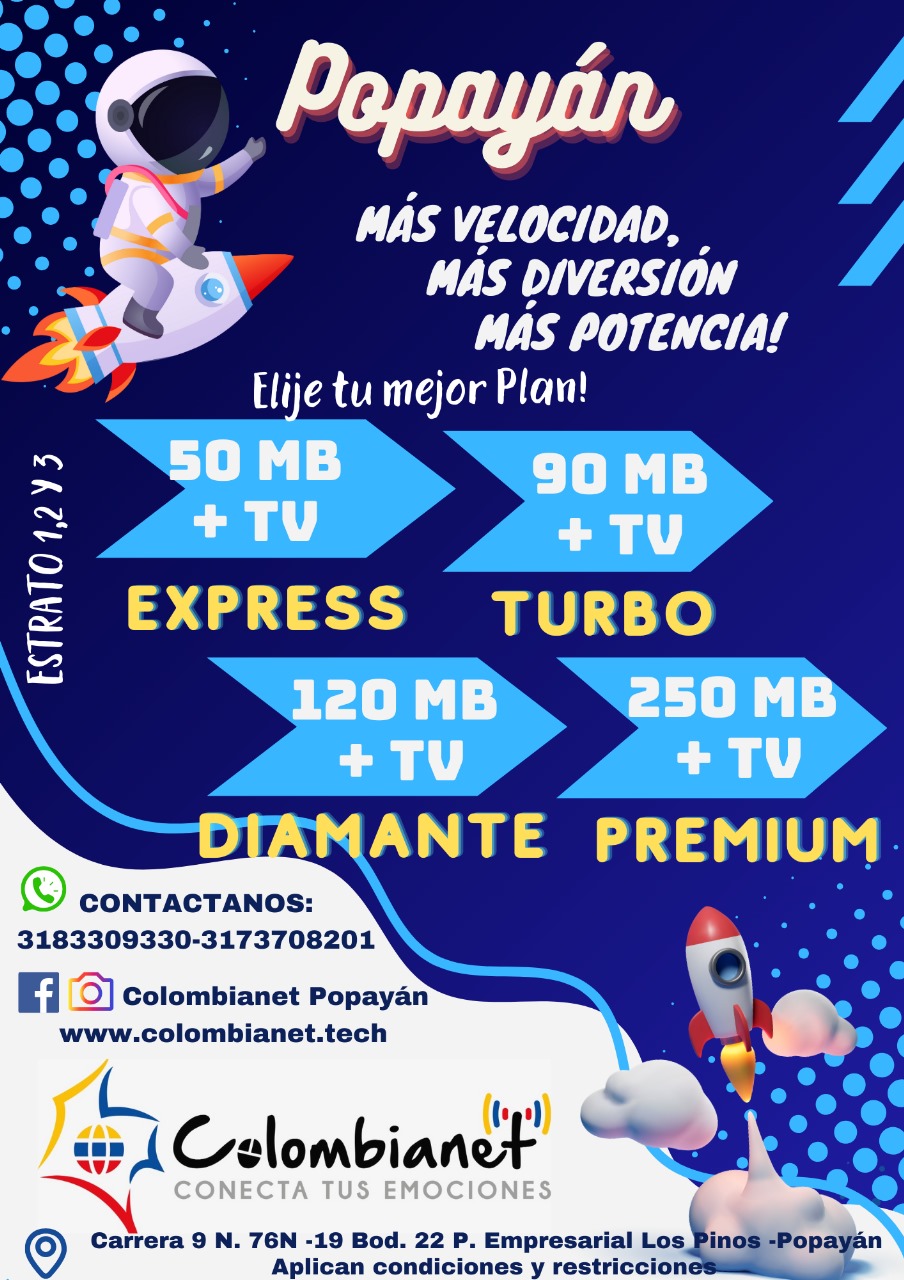 Popayán
MÁS VELOCIDAD,
MÁS DIVERSIÓN
MÁS POTENCIA!
Elije tu mejor Plan!
ESTRATO 1,2 Y 3
50 MB
+ TV
EXPRESS
90 MB
+ TV
TURBO
120 MB
+ TV
DIAMANTE
250 MB
+ TV
PREMIUM
CONTACTANOS:
3183309330-3173708201
Colombianet Popayán
www.colombianet.tech
Colombianet
CONECTA TUS EMOCIONES
Carrera 9 N. 76N -19 Bod. 22 P. Empresarial Los Pinos -Popayán
Aplican condiciones y restricciones